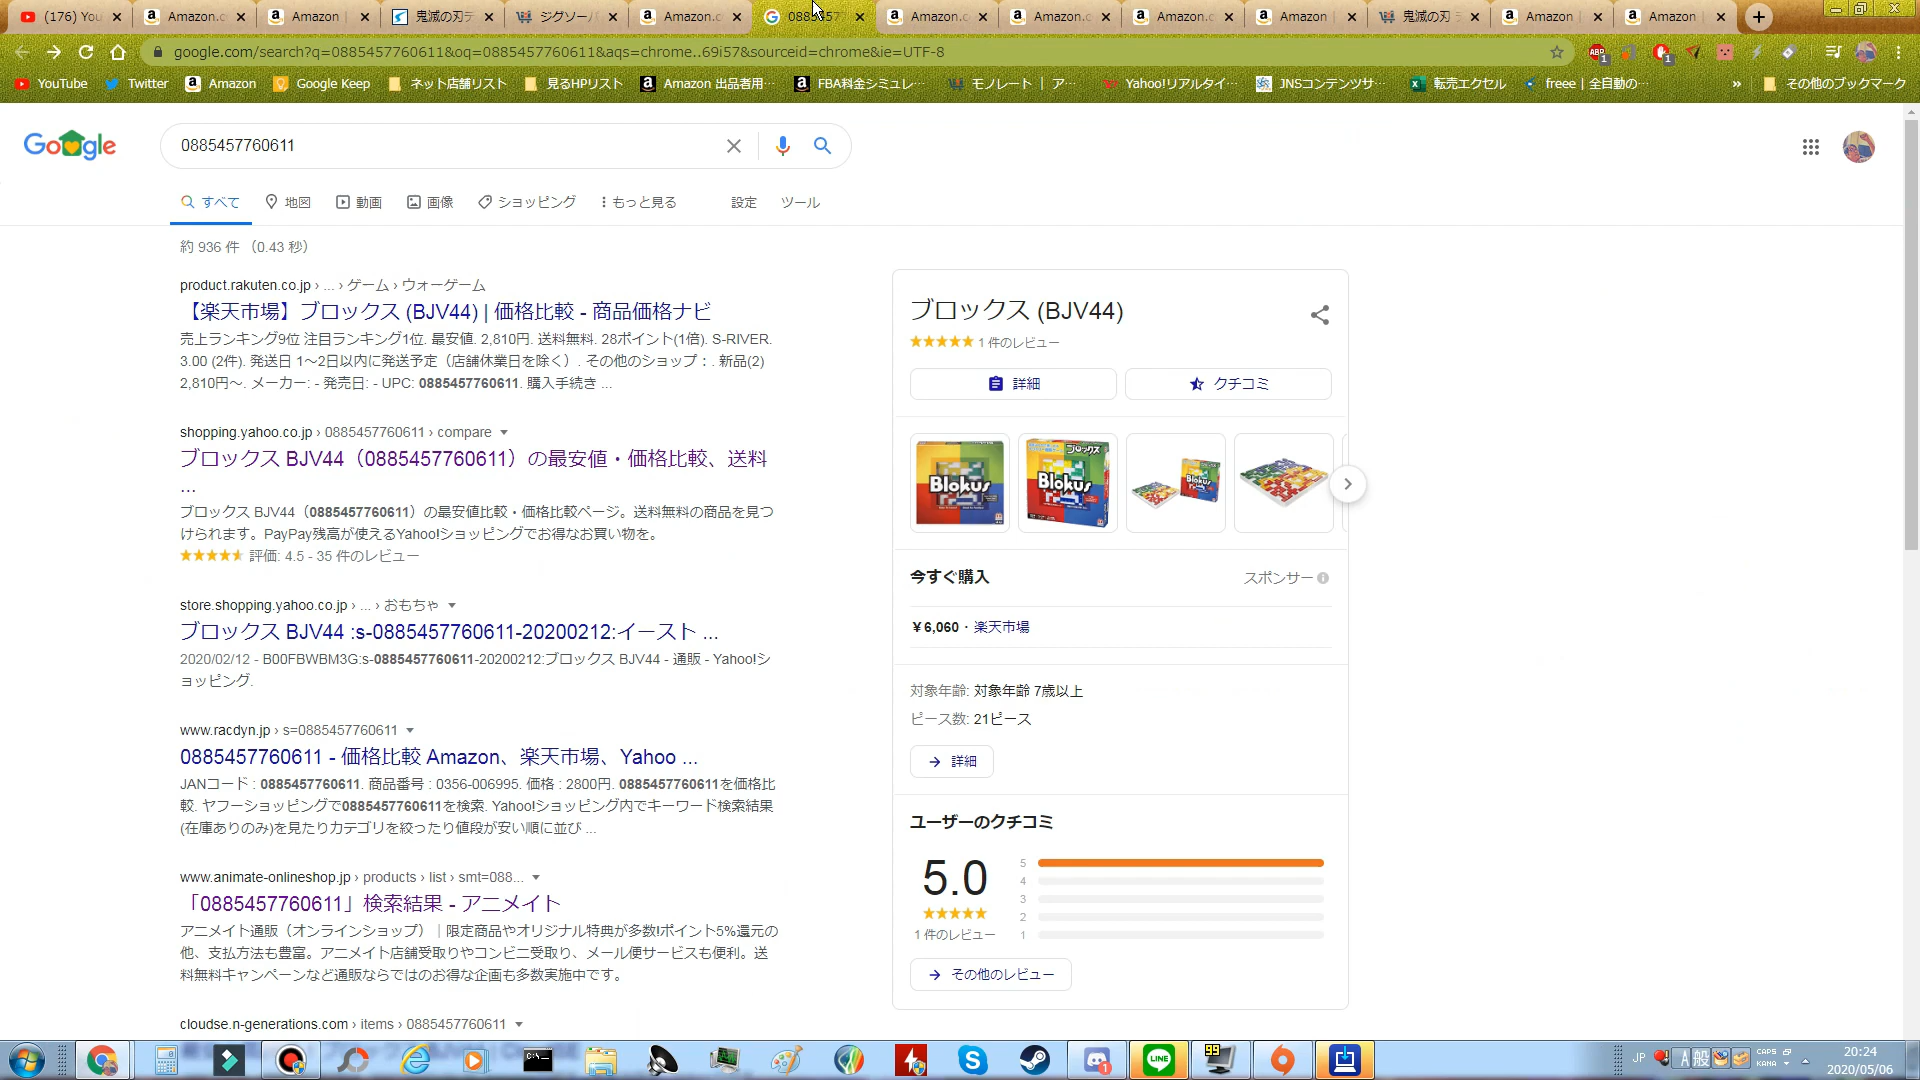 (176) You
Amazon.c
Amazon |
鬼滅の刃デ
ジグソーパ
Amazon.c
Amazon.c
Amazon.c
Amazon.c
Amazon |
鬼滅の刃 デ
Amazon |
Amazon |
google.com/search?q=0885457760611&oq=0885457760611&aqs=chrome..69i57&sourceid=chrome&ie=UTF-8
YouTube
Twitter
Amazon
Google Keep
ネット店舗リスト
見るHPリスト
Amazon 出品者用…
FBA料金シミュレ…
モノレート | ア…
Yahoo!リアルタイ…
JNSコンテンツサ…
転売エクセル
freee | 全自動の…
»
その他のブックマーク
Google
0885457760611
すべて
地図
動画
画像
ショッピング
もっと見る
設定
ツール
約 936 件 （0.43 秒）
product.rakuten.co.jp › ... › ゲーム › ウォーゲーム
【楽天市場】ブロックス (BJV44) | 価格比較 - 商品価格ナビ
売上ランキング9位 注目ランキング1位. 最安値. 2,810円. 送料無料. 28ポイント(1倍). S-RIVER.
3.00 (2件). 発送日 1～2日以内に発送予定（店舗休業日を除く）. その他のショップ：. 新品(2)
2,810円～. メーカー: - 発売日: - UPC: 0885457760611. 購入手続き ...
shopping.yahoo.co.jp › 0885457760611 › compare
ブロックス BJV44（0885457760611）の最安値・価格比較、送料
...
ブロックス BJV44（0885457760611）の最安値比較・価格比較ページ。送料無料の商品を見つ
けられます。PayPay残高が使えるYahoo!ショッピングでお得なお買い物を。
評価: 4.5 - 35 件のレビュー
store.shopping.yahoo.co.jp › ... › おもちゃ
ブロックス BJV44 :s-0885457760611-20200212:イースト ...
2020/02/12 - B00FBWBM3G:s-0885457760611-20200212:ブロックス BJV44 - 通販 - Yahoo!シ
ョッピング.
www.racdyn.jp › s=0885457760611
0885457760611 - 価格比較 Amazon、楽天市場、Yahoo ...
JANコード : 0885457760611. 商品番号 : 0356-006995. 価格 : 2800円. 0885457760611を価格比
較. ヤフーショッピングで0885457760611を検索. Yahoo!ショッピング内でキーワード検索結果
(在庫ありのみ)を見たりカテゴリを絞ったり値段が安い順に並び ...
www.animate-onlineshop.jp › products › list › smt=088...
「0885457760611」検索結果 - アニメイト
アニメイト通販（オンラインショップ）｜限定商品やオリジナル特典が多数!ポイント5%還元の
他、支払方法も豊富。アニメイト店舗受取りやコンビニ受取り、メール便サービスも便利。送
料無料キャンペーンなど通販ならではのお得な企画も多数実施中です。
cloudse.n-generations.com › items › 0885457760611
ブロックス (BJV44)
1 件のレビュー
詳細
クチコミ
Blokus
ブロックス
Blokus
今すぐ購入
スポンサー
￥6,060 · 楽天市場
対象年齢: 対象年齢 7歳以上
ピース数: 21ピース
詳細
ユーザーのクチコミ
5.0
1 件のレビュー
5
4
3
2
1
その他のレビュー
JP
A 般
CAPS
KANA
20:24
2020/05/06